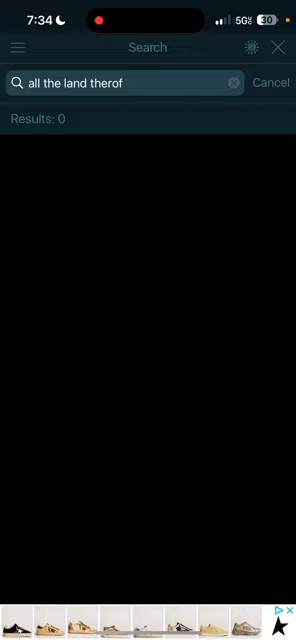 7:34
5G
30
Search
all the land therof
Cancel
Results: 0